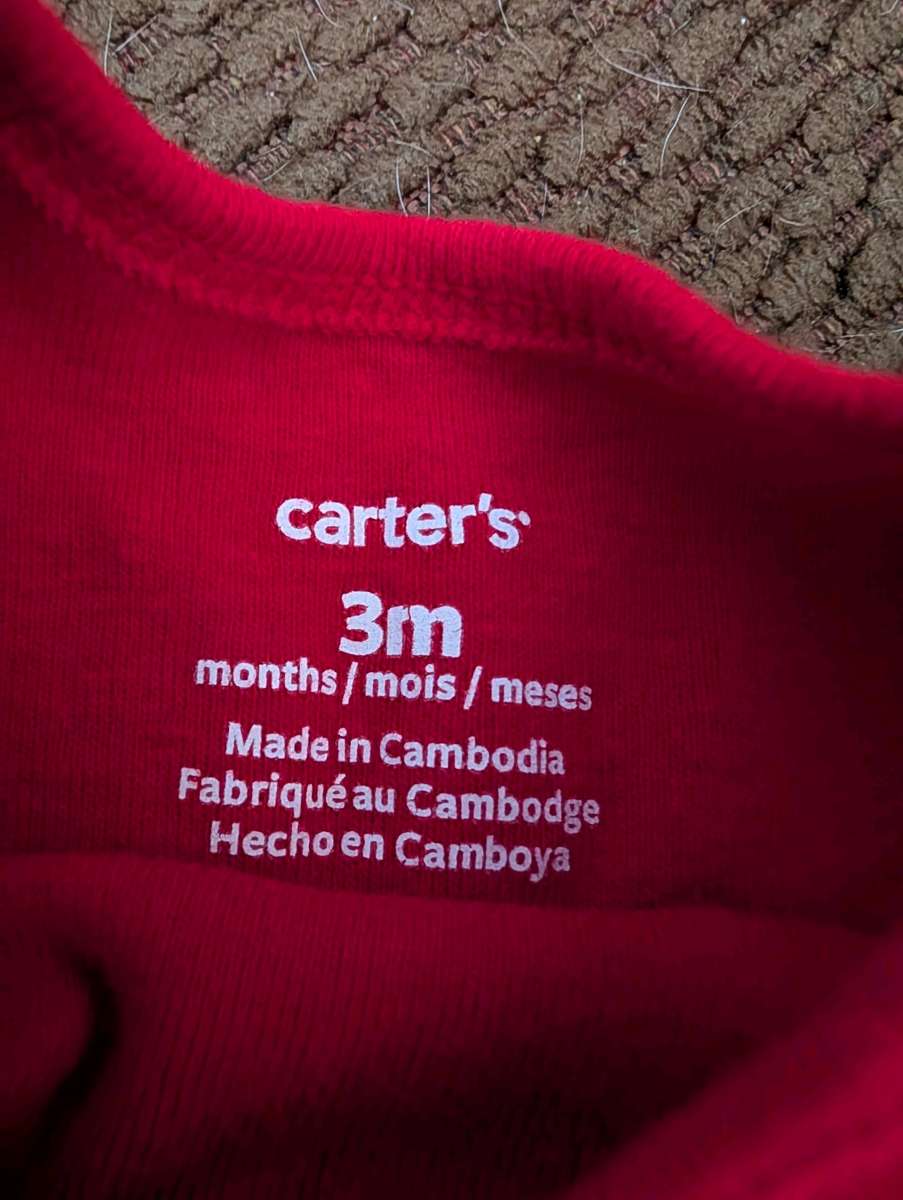 carter's
3m
months / mois / meses
Made in Cambodia
Fabriqué au Cambodge
Hecho en Camboya